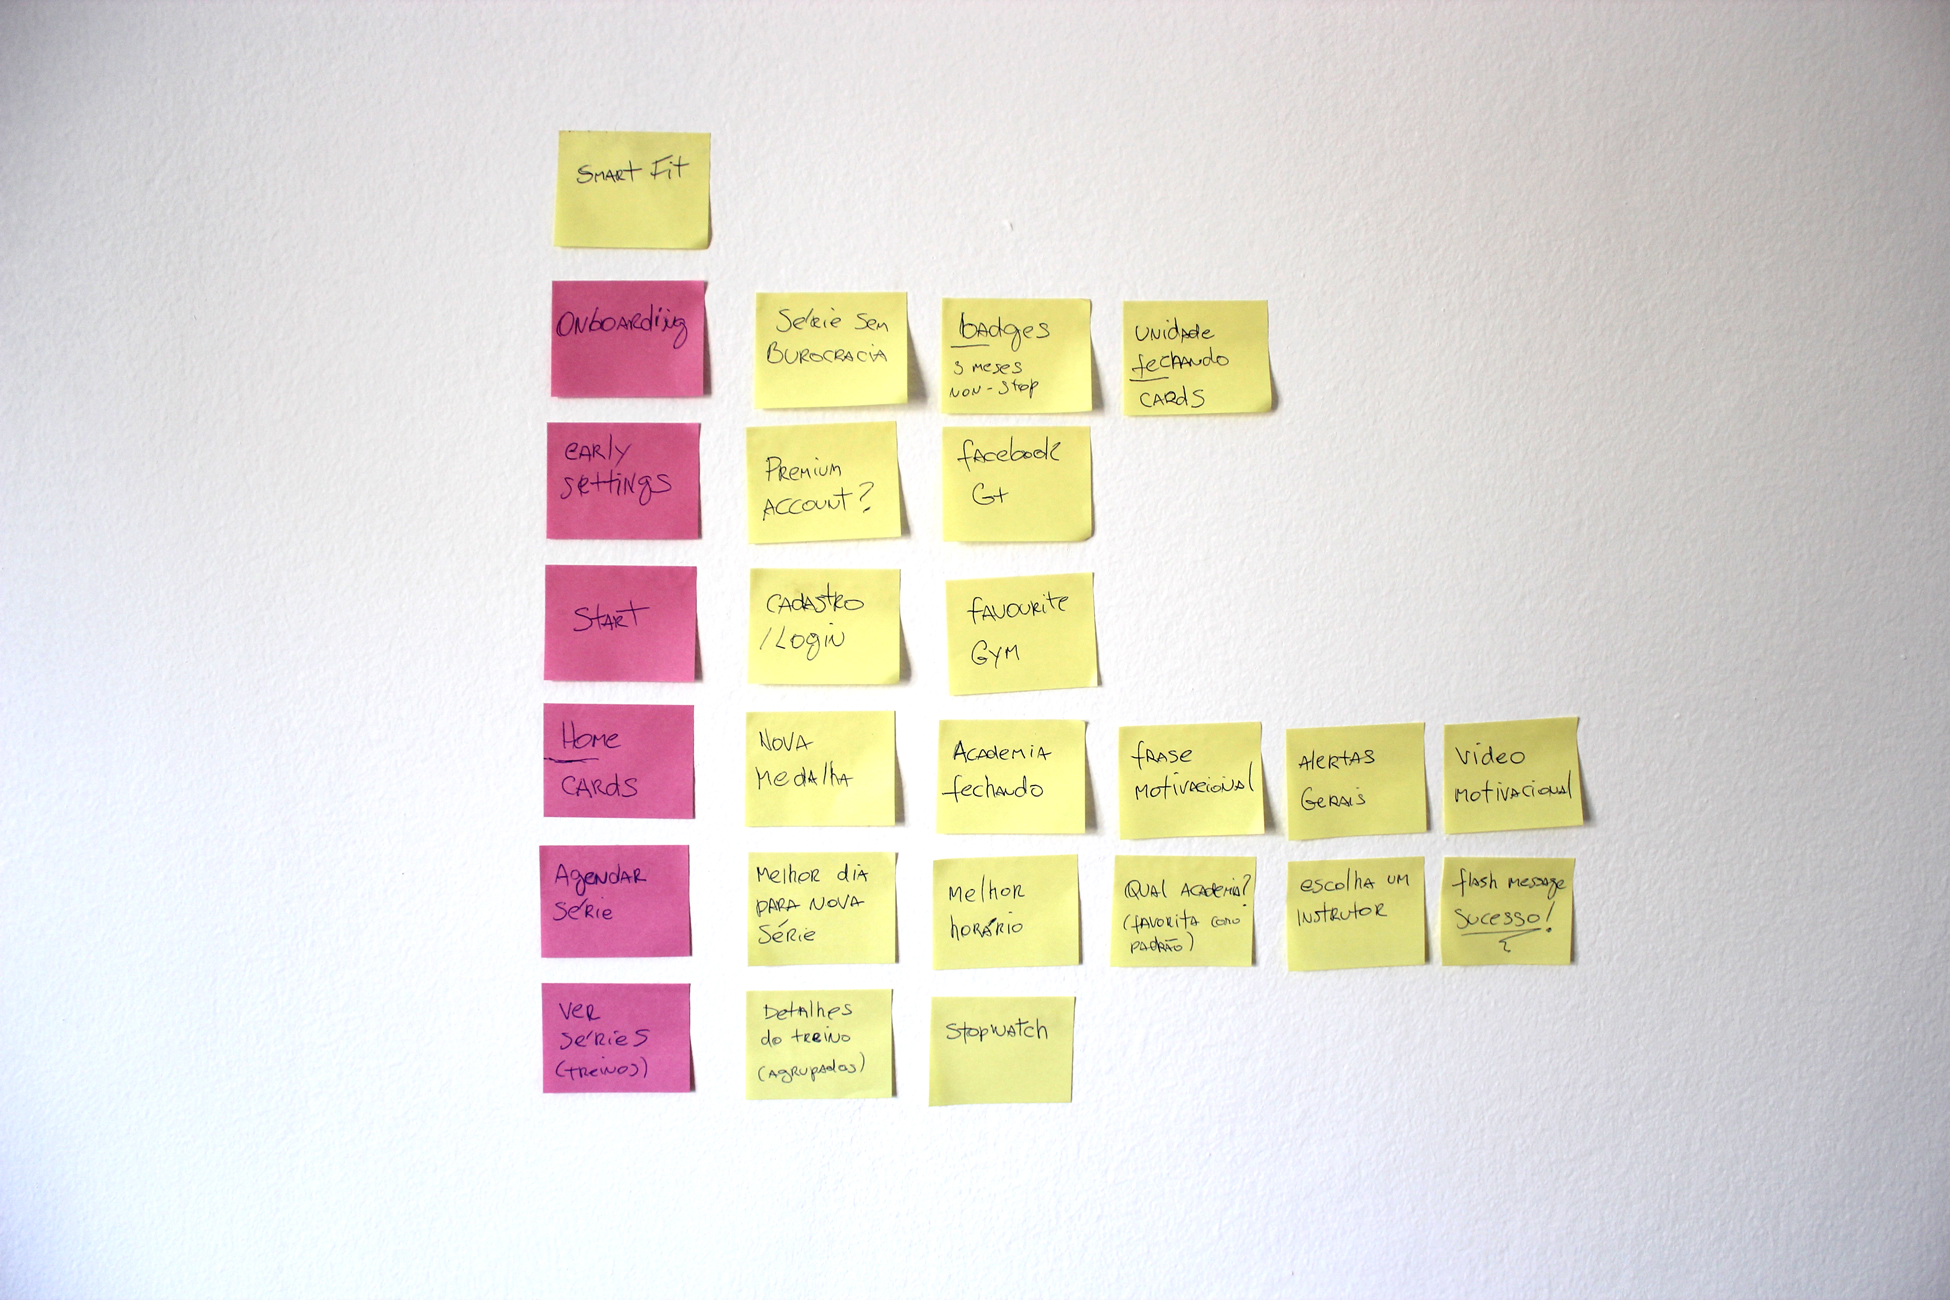 Smart Fit
Onboarding
Série sem
Burocracia
badges
3 meses
non-stop
Unidade
fechando
cards
early
settings
Premium
account?
facebook
G+
Start
Cadastro
/Login
favourite
Gym
Home
cards
Nova
Medalha
Academia
fechando
frase
motivacional
Alertas
Gerais
Vídeo
motivacional
Agendar
série
Melhor dia
para nova
série
Melhor
horário
Qual academia?
(favorita como
padrão)
escolha um
instrutor
flash message
sucesso!
Ver
séries
(treinos)
Detalhes
do treino
(agrupados)
Stopwatch